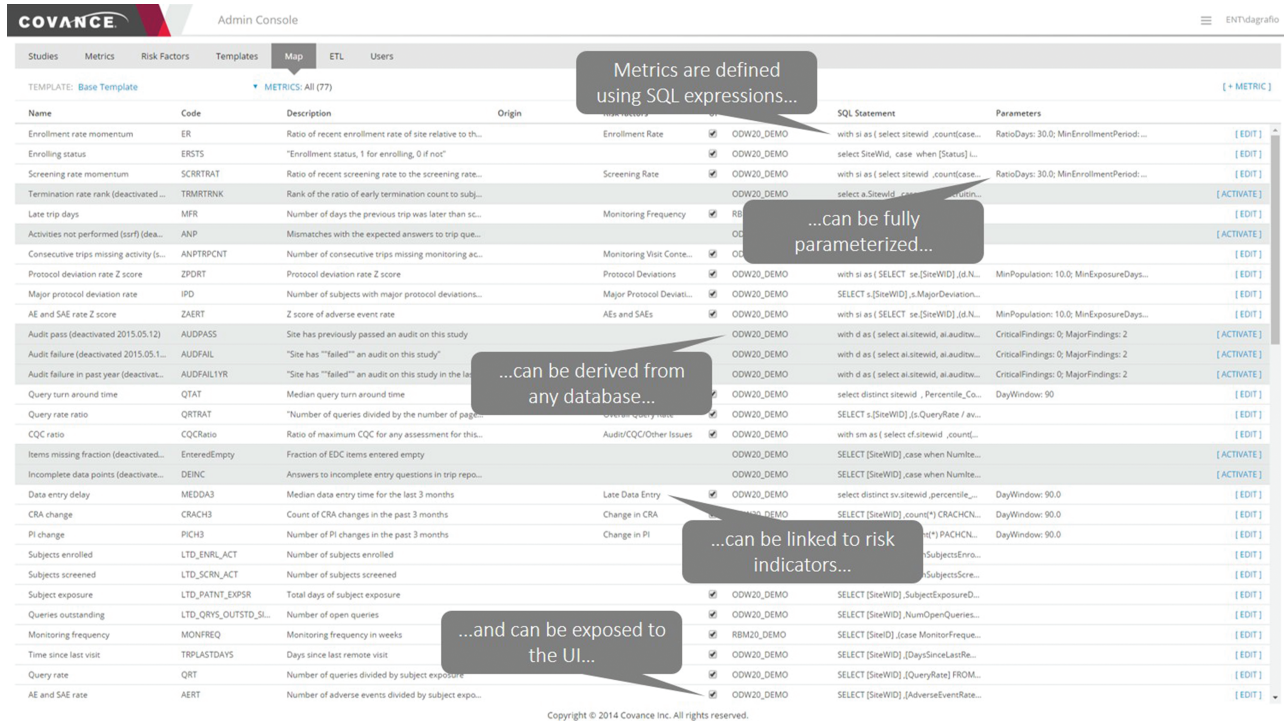 COVANCE. Admin Console ENT\dagrafio
Studies Metrics Risk Factors Templates Map ETL Users
TEMPLATE: Base Template METRICS: All (77) [ + METRIC ]
Metrics are defined
using SQL expressions...
Name Code Description Origin SQL Statement Parameters
Enrollment rate momentum ER Ratio of recent enrollment rate of site relative to th... Enrollment Rate ODW20_DEMO with si as ( select sitewid ,count(case... RatioDays: 30.0; MinEnrollmentPeriod: ... [ EDIT ]
Enrolling status ERSTS "Enrollment status, 1 for enrolling, 0 if not" ODW20_DEMO select SiteWid, case when [Status] i... [ EDIT ]
Screening rate momentum SCRRTRAT Ratio of recent screening rate to the screening rate... Screening Rate ODW20_DEMO with si as ( select sitewid ,count(case... RatioDays: 30.0; MinEnrollmentPeriod: ... [ EDIT ]
Termination rate rank (deactivated ... TRMRTRNK Rank of the ratio of early termination count to subj... ODW20_DEMO select a.SiteWid [ ACTIVATE ]
...can be fully
parameterized...
Late trip days MFR Number of days the previous trip was later than sc... Monitoring Frequency [ EDIT ]
Activities not performed (ssrf) (dea... ANP Mismatches with the expected answers to trip que... [ ACTIVATE ]
Consecutive trips missing activity (s... ANPTRPCNT Number of consecutive trips missing monitoring ac... Monitoring Visit Conte... [ EDIT ]
Protocol deviation rate Z score ZPDRT Protocol deviation rate Z score Protocol Deviations ODW20_DEMO with si as ( SELECT se.[SiteWID] ,(d.N... MinPopulation: 10.0; MinExposureDays... [ EDIT ]
Major protocol deviation rate IPD Number of subjects with major protocol deviations... Major Protocol Deviati... ODW20_DEMO SELECT s.[SiteWID] ,s.MajorDeviation... [ EDIT ]
AE and SAE rate Z score ZAERT Z score of adverse event rate AEs and SAEs ODW20_DEMO with si as ( SELECT se.[SiteWID] ,(d.N... MinPopulation: 10.0; MinExposureDays... [ EDIT ]
Audit pass (deactivated 2015.05.12) AUDPASS Site has previously passed an audit on this study ODW20_DEMO with d as ( select ai.sitewid, ai.auditw... CriticalFindings: 0; MajorFindings: 2 [ ACTIVATE ]
Audit failure (deactivated 2015.05.1... AUDFAIL "Site has ""failed"" an audit on this study" ODW20_DEMO with d as ( select ai.sitewid, ai.auditw... CriticalFindings: 0; MajorFindings: 2 [ ACTIVATE ]
Audit failure in past year (deactivat... AUDFAIL1YR "Site has ""failed"" an audit on this study in the las ODW20_DEMO with d as ( select ai.sitewid, ai.auditw... CriticalFindings: 0; MajorFindings: 2 [ ACTIVATE ]
...can be derived from
any database...
Query turn around time QTAT Median query turn around time ODW20_DEMO select distinct sitewid , Percentile_Co... DayWindow: 90 [ EDIT ]
Query rate ratio QRTRAT "Number of queries divided by the number of page... Overall Query Rate ODW20_DEMO SELECT s.[SiteWID] ,(s.QueryRate / av... [ EDIT ]
CQC ratio CQCRatio Ratio of maximum CQC for any assessment for this... Audit/CQC/Other Issues ODW20_DEMO with sm as ( select cf.sitewid ,count(... [ EDIT ]
Items missing fraction (deactivated... EnteredEmpty Fraction of EDC items entered empty ODW20_DEMO SELECT [SiteWID] ,case when NumIte... [ ACTIVATE ]
Incomplete data points (deactivate... DEINC Answers to incomplete entry questions in trip repo... ODW20_DEMO SELECT [SiteWID] ,case when NumIte... [ ACTIVATE ]
Data entry delay MEDDA3 Median data entry time for the last 3 months Late Data Entry ODW20_DEMO select distinct sv.sitewid ,percentile_... DayWindow: 90.0 [ EDIT ]
CRA change CRACH3 Count of CRA changes in the past 3 months Change in CRA ODW20_DEMO SELECT [SiteWID] ,count(*) CRACHCN... DayWindow: 90.0 [ EDIT ]
PI change PICH3 Number of PI changes in the past 3 months Change in PI nt(*) PACHCN... DayWindow: 90.0 [ EDIT ]
...can be linked to risk
indicators...
Subjects enrolled LTD_ENRL_ACT Number of subjects enrolled nSubjectsEnro... [ EDIT ]
Subjects screened LTD_SCRN_ACT Number of subjects screened nSubjectsScre... [ EDIT ]
Subject exposure LTD_PATNT_EXPSR Total days of subject exposure ODW20_DEMO SELECT [SiteWID] ,SubjectExposureD... [ EDIT ]
Queries outstanding LTD_QRYS_OUTSTD_SI... Number of open queries ODW20_DEMO SELECT [SiteWID] ,NumOpenQueries... [ EDIT ]
...and can be exposed to
the UI...
Monitoring frequency MONFREQ Monitoring frequency in weeks RBM20_DEMO SELECT [SiteID] ,(case MonitorFreque... [ EDIT ]
Time since last visit TRPLASTDAYS Days since last remote visit ODW20_DEMO SELECT [SiteWID] ,[DaysSinceLastRe... [ EDIT ]
Query rate QRT Number of queries divided by subject exposure ODW20_DEMO SELECT [SiteWID] ,[QueryRate] FROM... [ EDIT ]
AE and SAE rate AERT Number of adverse events divided by subject expo... ODW20_DEMO SELECT [SiteWID] ,[AdverseEventRate... [ EDIT ]
Copyright © 2014 Covance Inc. All rights reserved.